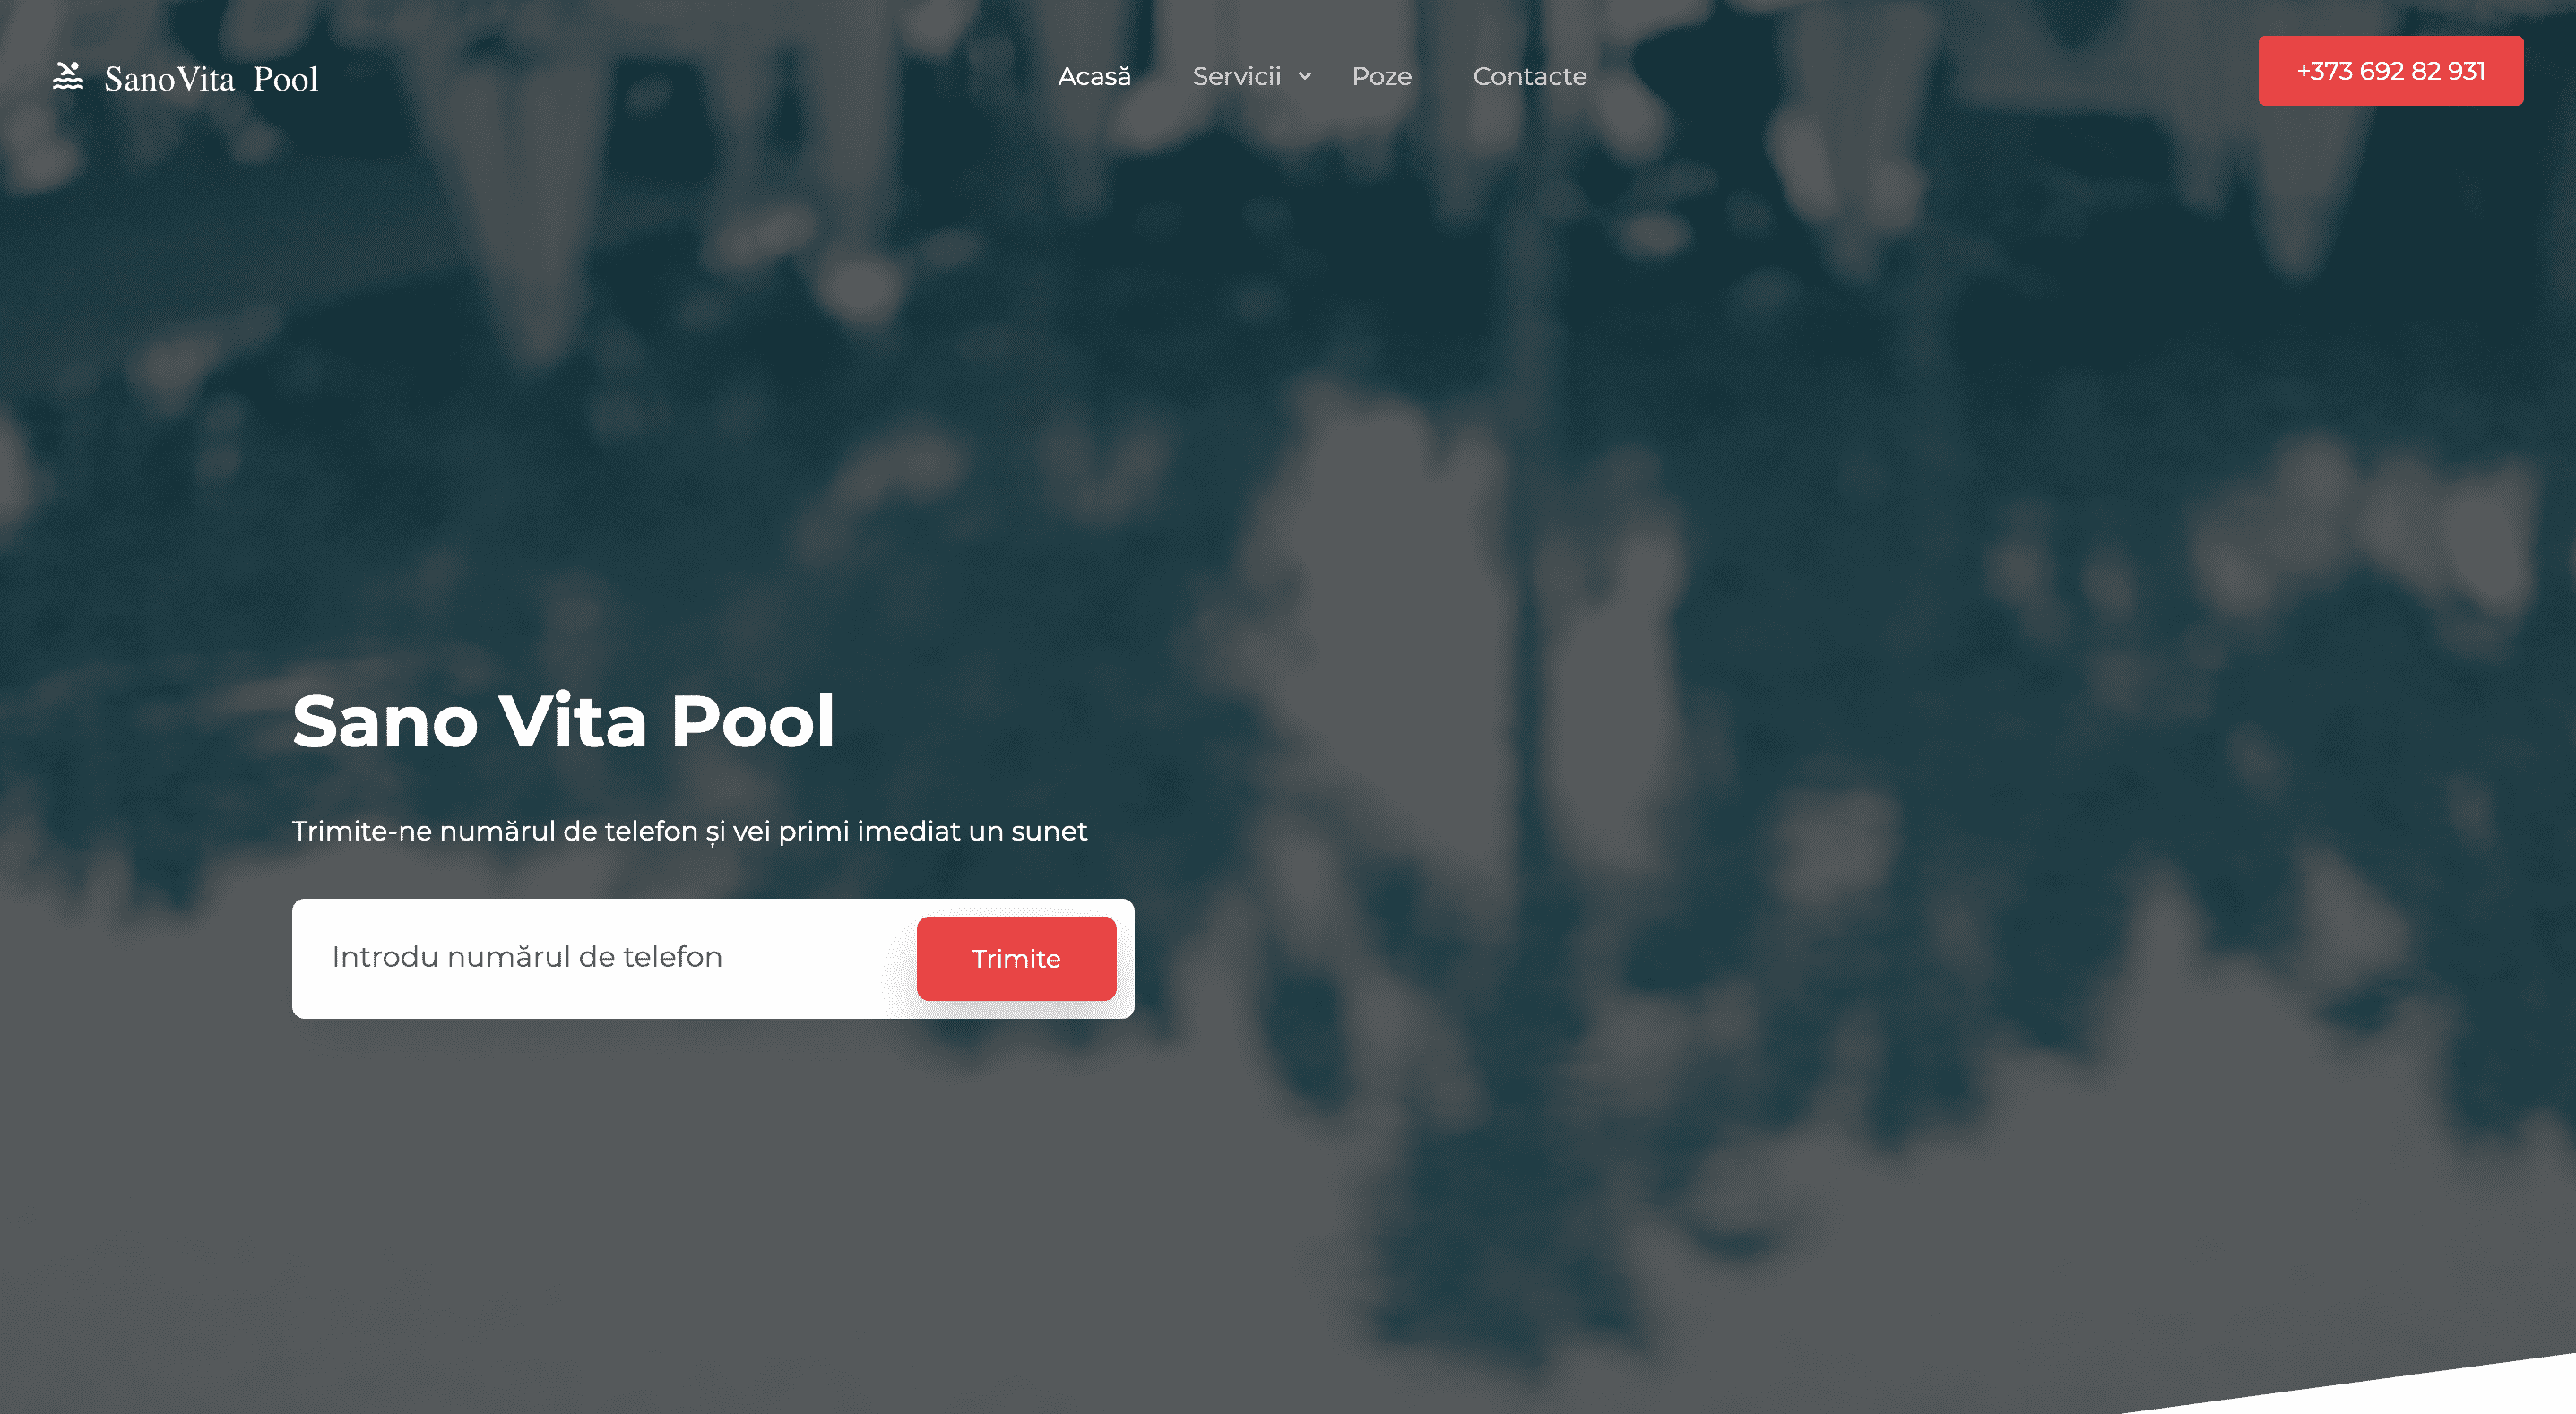 SanoVita Pool
Acasă
Servicii
Poze
Contacte
+373 692 82 931
Sano Vita Pool
Trimite-ne numărul de telefon și vei primi imediat un sunet
Introdu numărul de telefon
Trimite